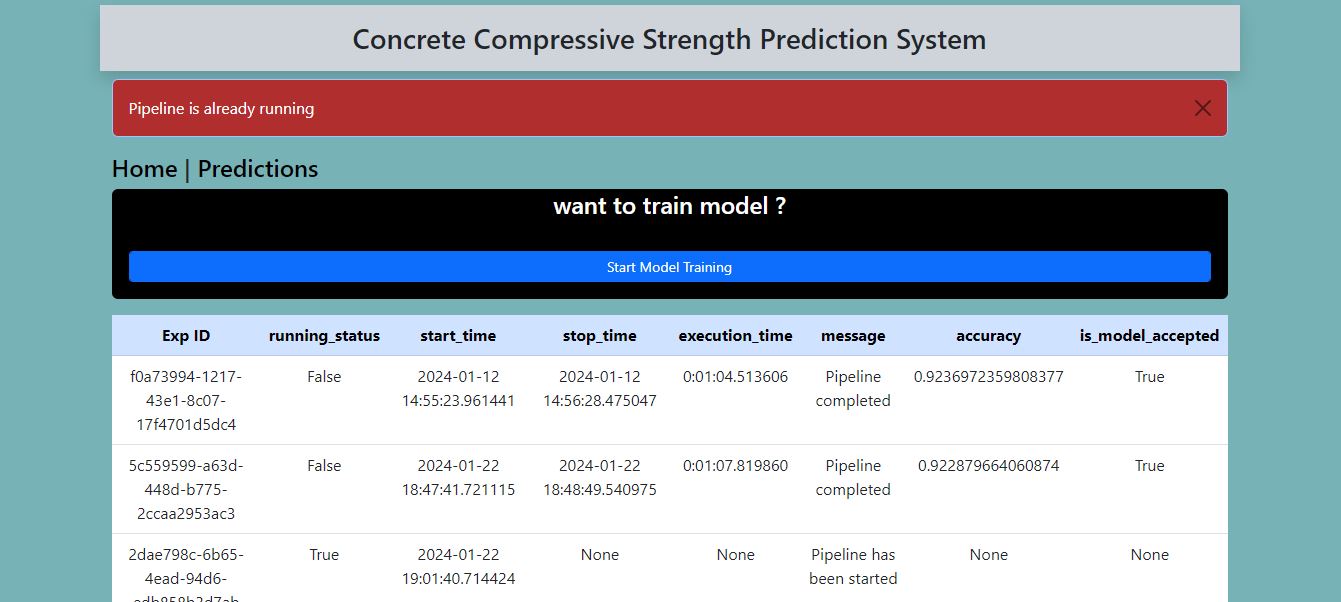 Concrete Compressive Strength Prediction System
Pipeline is already running
Home | Predictions
want to train model ?
Start Model Training
Exp ID running_status start_time stop_time execution_time message accuracy is_model_accepted
f0a73994-1217- False 2024-01-12 2024-01-12 0:01:04.513606 Pipeline 0.9236972359808377 True
43e1-8c07- 14:55:23.961441 14:56:28.475047 completed
17f4701d5dc4
5c559599-a63d- False 2024-01-22 2024-01-22 0:01:07.819860 Pipeline 0.922879664060874 True
448d-b775- 18:47:41.721115 18:48:49.540975 completed
2ccaa2953ac3
2dae798c-6b65- True 2024-01-22 None None Pipeline has None None
4ead-94d6- 19:01:40.714424 been started